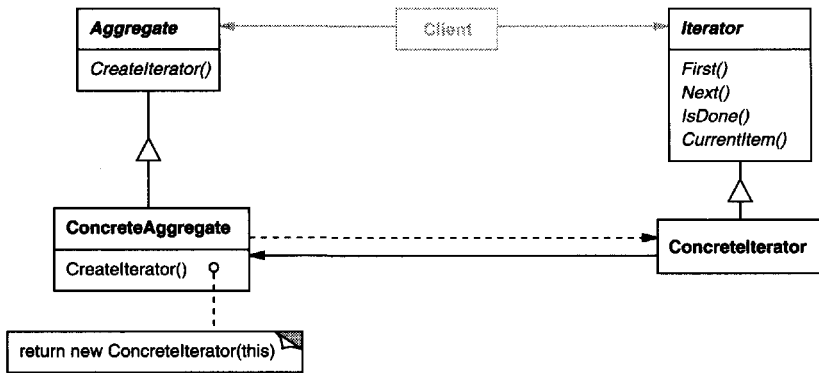 Aggregate
CreateIterator()
Client
Iterator
First()
Next()
IsDone()
CurrentItem()
ConcreteAggregate
CreateIterator()
ConcreteIterator
return new ConcreteIterator(this)